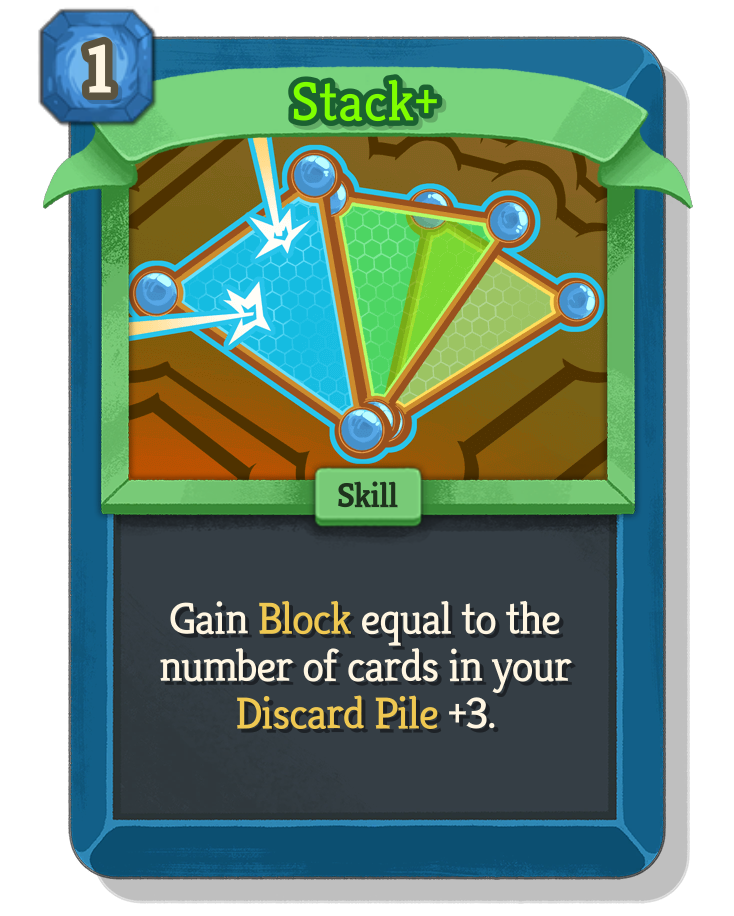 1
Stack+
Skill
Gain Block equal to the
number of cards in your
Discard Pile +3.